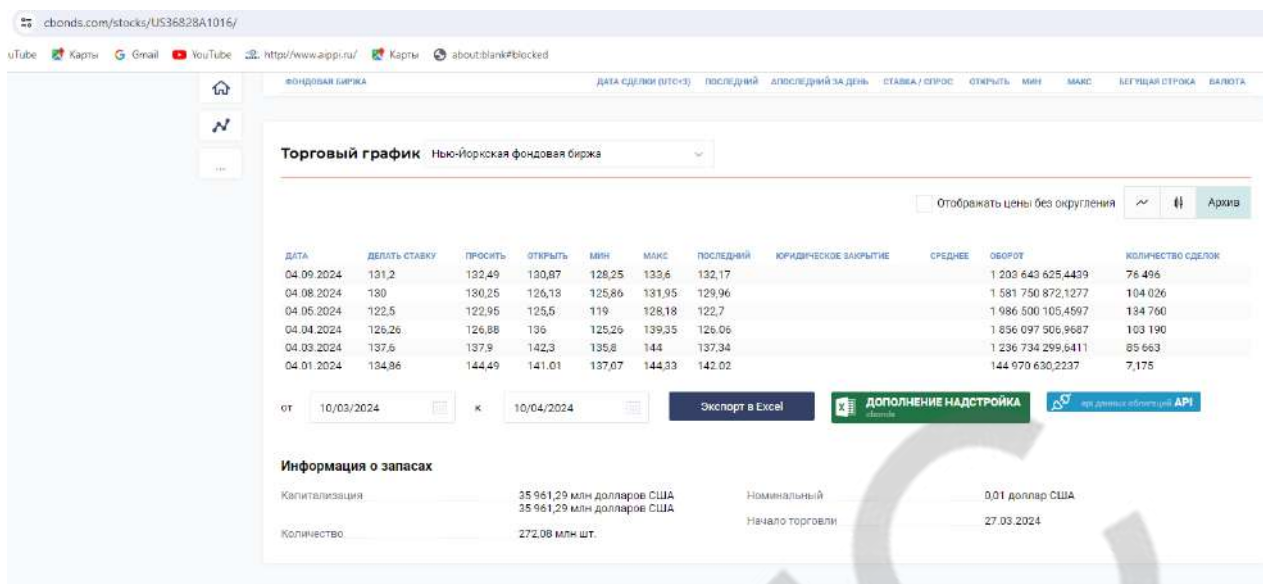 cbonds.com/stocks/US36828A1016/
uTube Карты Gmail YouTube http://www.aippi.ru/ Карты about:blank#blocked
ФОНДОВАЯ БИРЖА ДАТА СДЕЛКИ (UTC+3) ПОСЛЕДНИЙ ΔПОСЛЕДНИЙ ЗА ДЕНЬ СТАВКА / СПРОС ОТКРЫТЬ МИН МАКС БЕГУЩАЯ СТРОКА ВАЛЮТА
Торговый график Нью-Йоркская фондовая биржа
Отображать цены без округления Архив
ДАТА ДЕЛАТЬ СТАВКУ ПРОСИТЬ ОТКРЫТЬ МИН МАКС ПОСЛЕДНИЙ ЮРИДИЧЕСКОЕ ЗАКРЫТИЕ СРЕДНЕЕ ОБОРОТ КОЛИЧЕСТВО СДЕЛОК
04.09.2024 131,2 132,49 130,87 128,25 133,6 132,17 1 203 643 625,4439 76 496
04.08.2024 130 130,25 126,13 125,86 131,95 129,96 1 581 750 872,1277 104 026
04.05.2024 122,5 122,95 125,5 119 128,18 122,7 1 986 500 105,4597 134 760
04.04.2024 126,26 126,88 136 125,26 139,35 126.06 1 856 097 506,9687 103 190
04.03.2024 137,6 137,9 142,3 135,8 144 137,34 1 236 734 299,6411 85 663
04.01.2024 134,86 144,49 141.01 137,07 144,33 142.02 144 970 630,2237 7,175
от 10/03/2024 к 10/04/2024 Экспорт в Excel ДОПОЛНЕНИЕ НАДСТРОЙКА API
cbonds
Информация о запасах
Капитализация 35 961,29 млн долларов США Номинальный 0,01 доллар США
35 961,29 млн долларов США
Начало торговли 27.03.2024
Количество 272,08 млн шт.